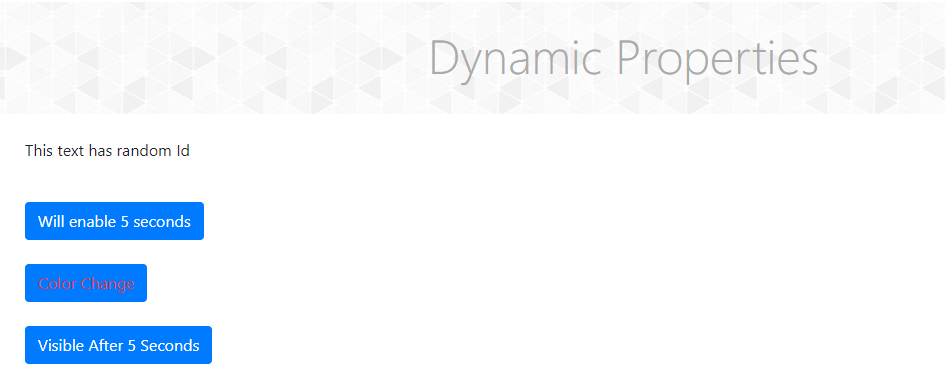 Dynamic Properties
This text has random Id
Will enable 5 seconds
Color Change
Visible After 5 Seconds